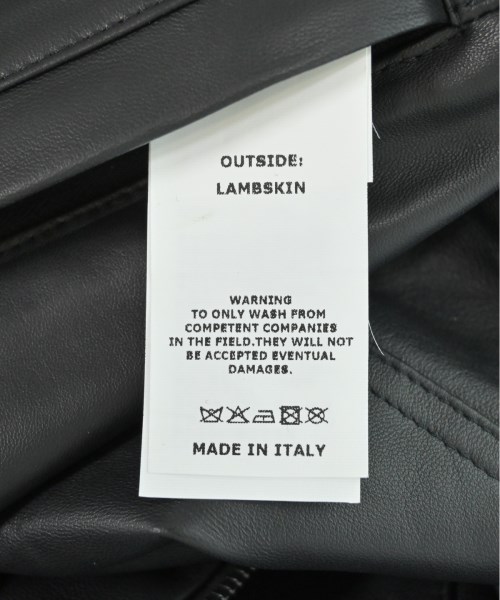 OUTSIDE:
LAMBSKIN
WARNING
TO ONLY WASH FROM
COMPETENT COMPANIES
IN THE FIELD.THEY WILL NOT
BE ACCEPTED EVENTUAL
DAMAGES.
MADE IN ITALY